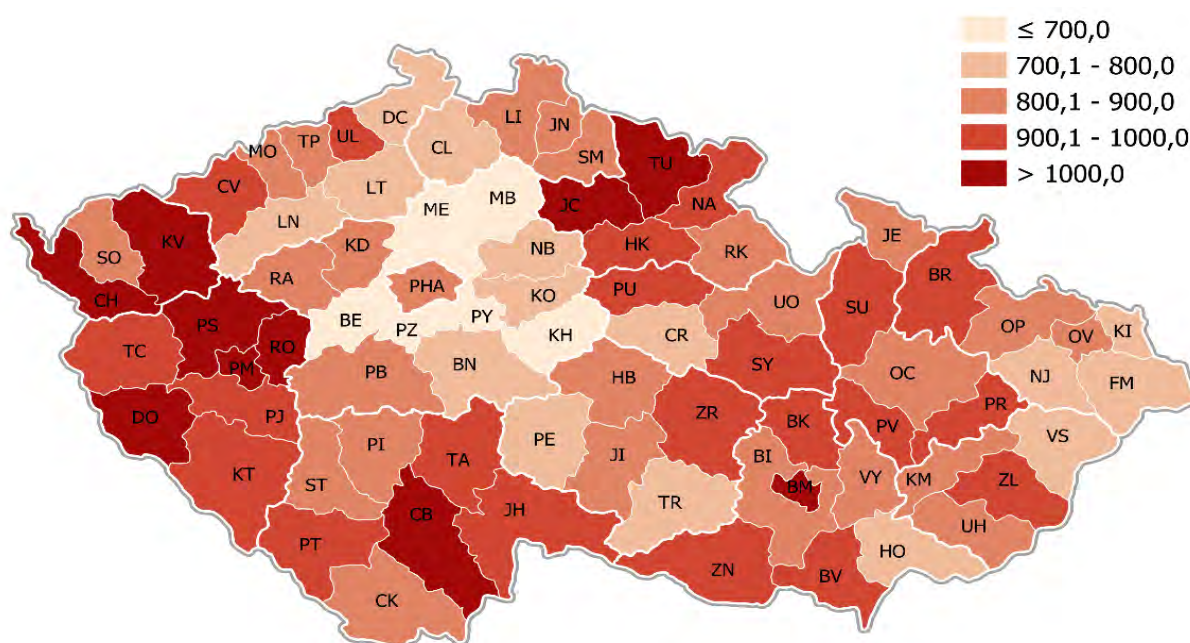 ≤ 700,0
700,1 - 800,0
800,1 - 900,0
900,1 - 1000,0
> 1000,0
DC
LI
JN
UL
TP
MO
CL
SM
TU
CV
LT
MB
ME
JC
NA
LN
KV
SO
KD
NB
HK
RK
JE
BR
RA
PHA
KO
PU
UO
SU
CH
PS
RO
BE
PZ
PY
KH
CR
OP
OV
KI
TC
PM
PB
BN
HB
SY
OC
NJ
FM
DO
PJ
ZR
BK
PV
PR
VS
KT
ST
PI
TA
PE
JI
BI
VY
KM
ZL
BM
TR
CB
JH
UH
PT
HO
CK
ZN
BV